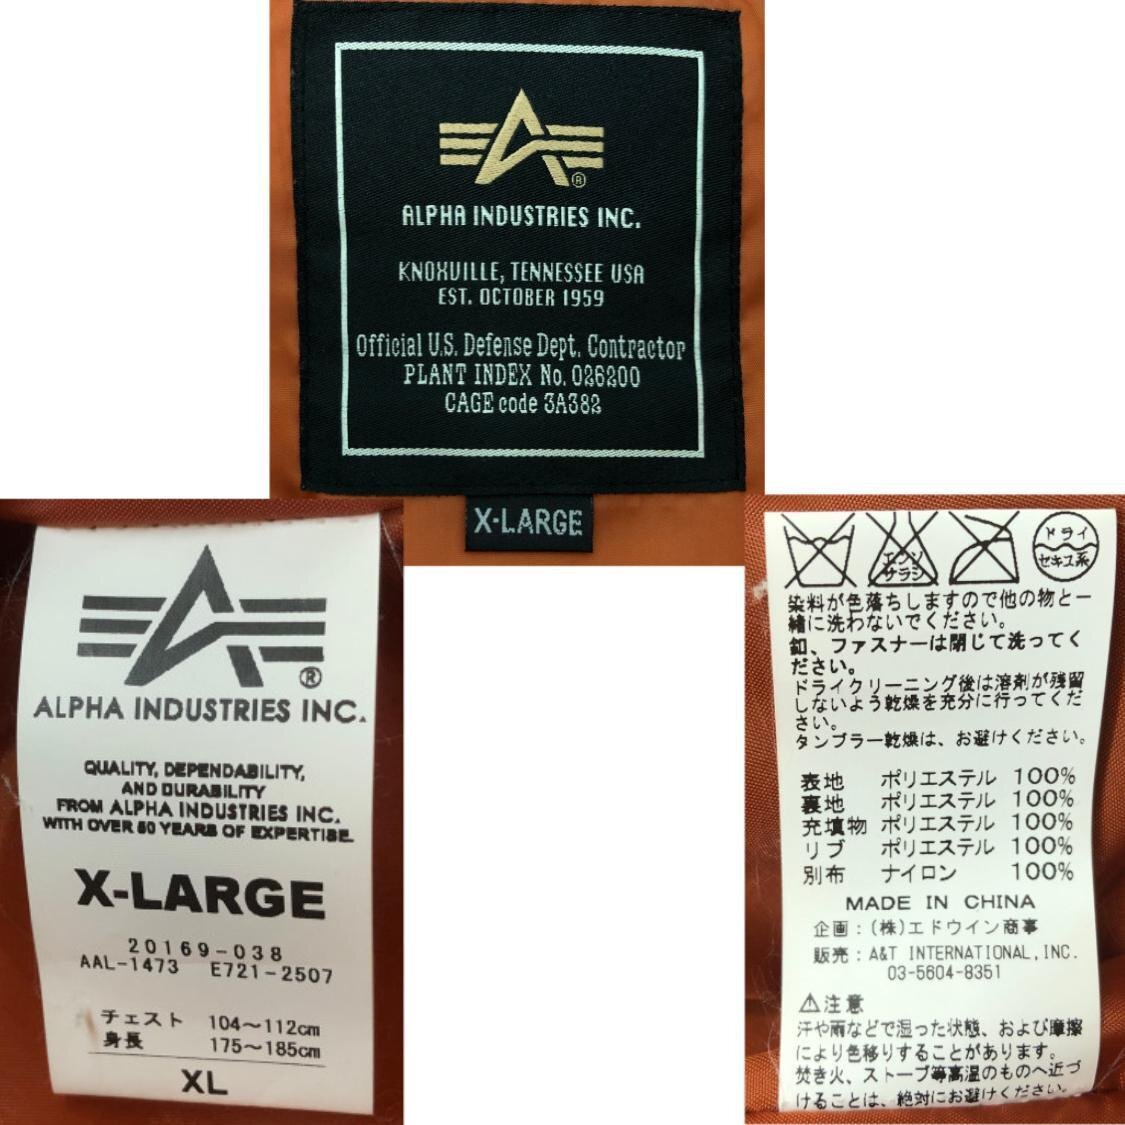 ®
ALPHA INDUSTRIES INC.
KNOXVILLE, TENNESSEE USA
EST. OCTOBER 1959
Official U.S. Defense Dept. Contractor
PLANT INDEX No. 026200
CAGE code 3A382
X-LARGE
®
ALPHA INDUSTRIES INC.
QUALITY, DEPENDABILITY,
AND DURABILITY
FROM ALPHA INDUSTRIES INC.
WITH OVER 50 YEARS OF EXPERTISE.
X-LARGE
20169-038
AAL-1473 E721-2507
チェスト 104～112cm
身長 175～185cm
XL
エンソ
サラシ
ドライ
セキユ系
染料が色落ちしますので他の物と一
緒に洗わないでください。
釦、ファスナーは閉じて洗ってく
ださい。
ドライクリーニング後は溶剤が残留
しないよう乾燥を充分に行ってくだ
さい。
タンブラー乾燥は、お避けください。
表地 ポリエステル 100%
裏地 ポリエステル 100%
充填物 ポリエステル 100%
リブ ポリエステル 100%
別布 ナイロン 100%
MADE IN CHINA
企画：(株)エドウイン商事
販売：A&T INTERNATIONAL,INC.
03-5604-8351
⚠注意
汗や雨などで湿った状態、および摩擦
により色移りすることがあります。
焚き火、ストーブ等高温のものへ近づ
けることは、絶対にお避けください。